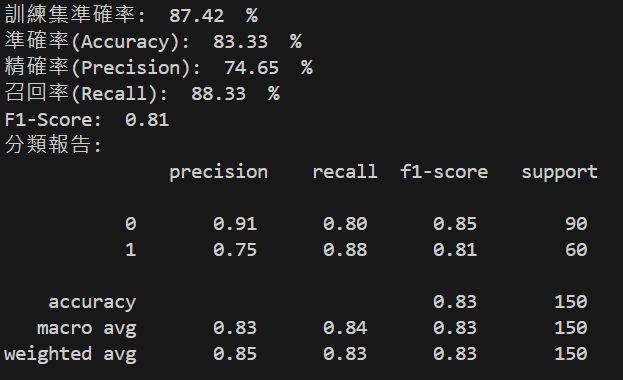 訓練集準確率:  87.42  %
準確率(Accuracy):  83.33  %
精確率(Precision):  74.65  %
召回率(Recall):  88.33  %
F1-Score:  0.81
分類報告:
              precision    recall  f1-score   support

           0       0.91      0.80      0.85        90
           1       0.75      0.88      0.81        60

    accuracy                           0.83       150
   macro avg       0.83      0.84      0.83       150
weighted avg       0.85      0.83      0.83       150